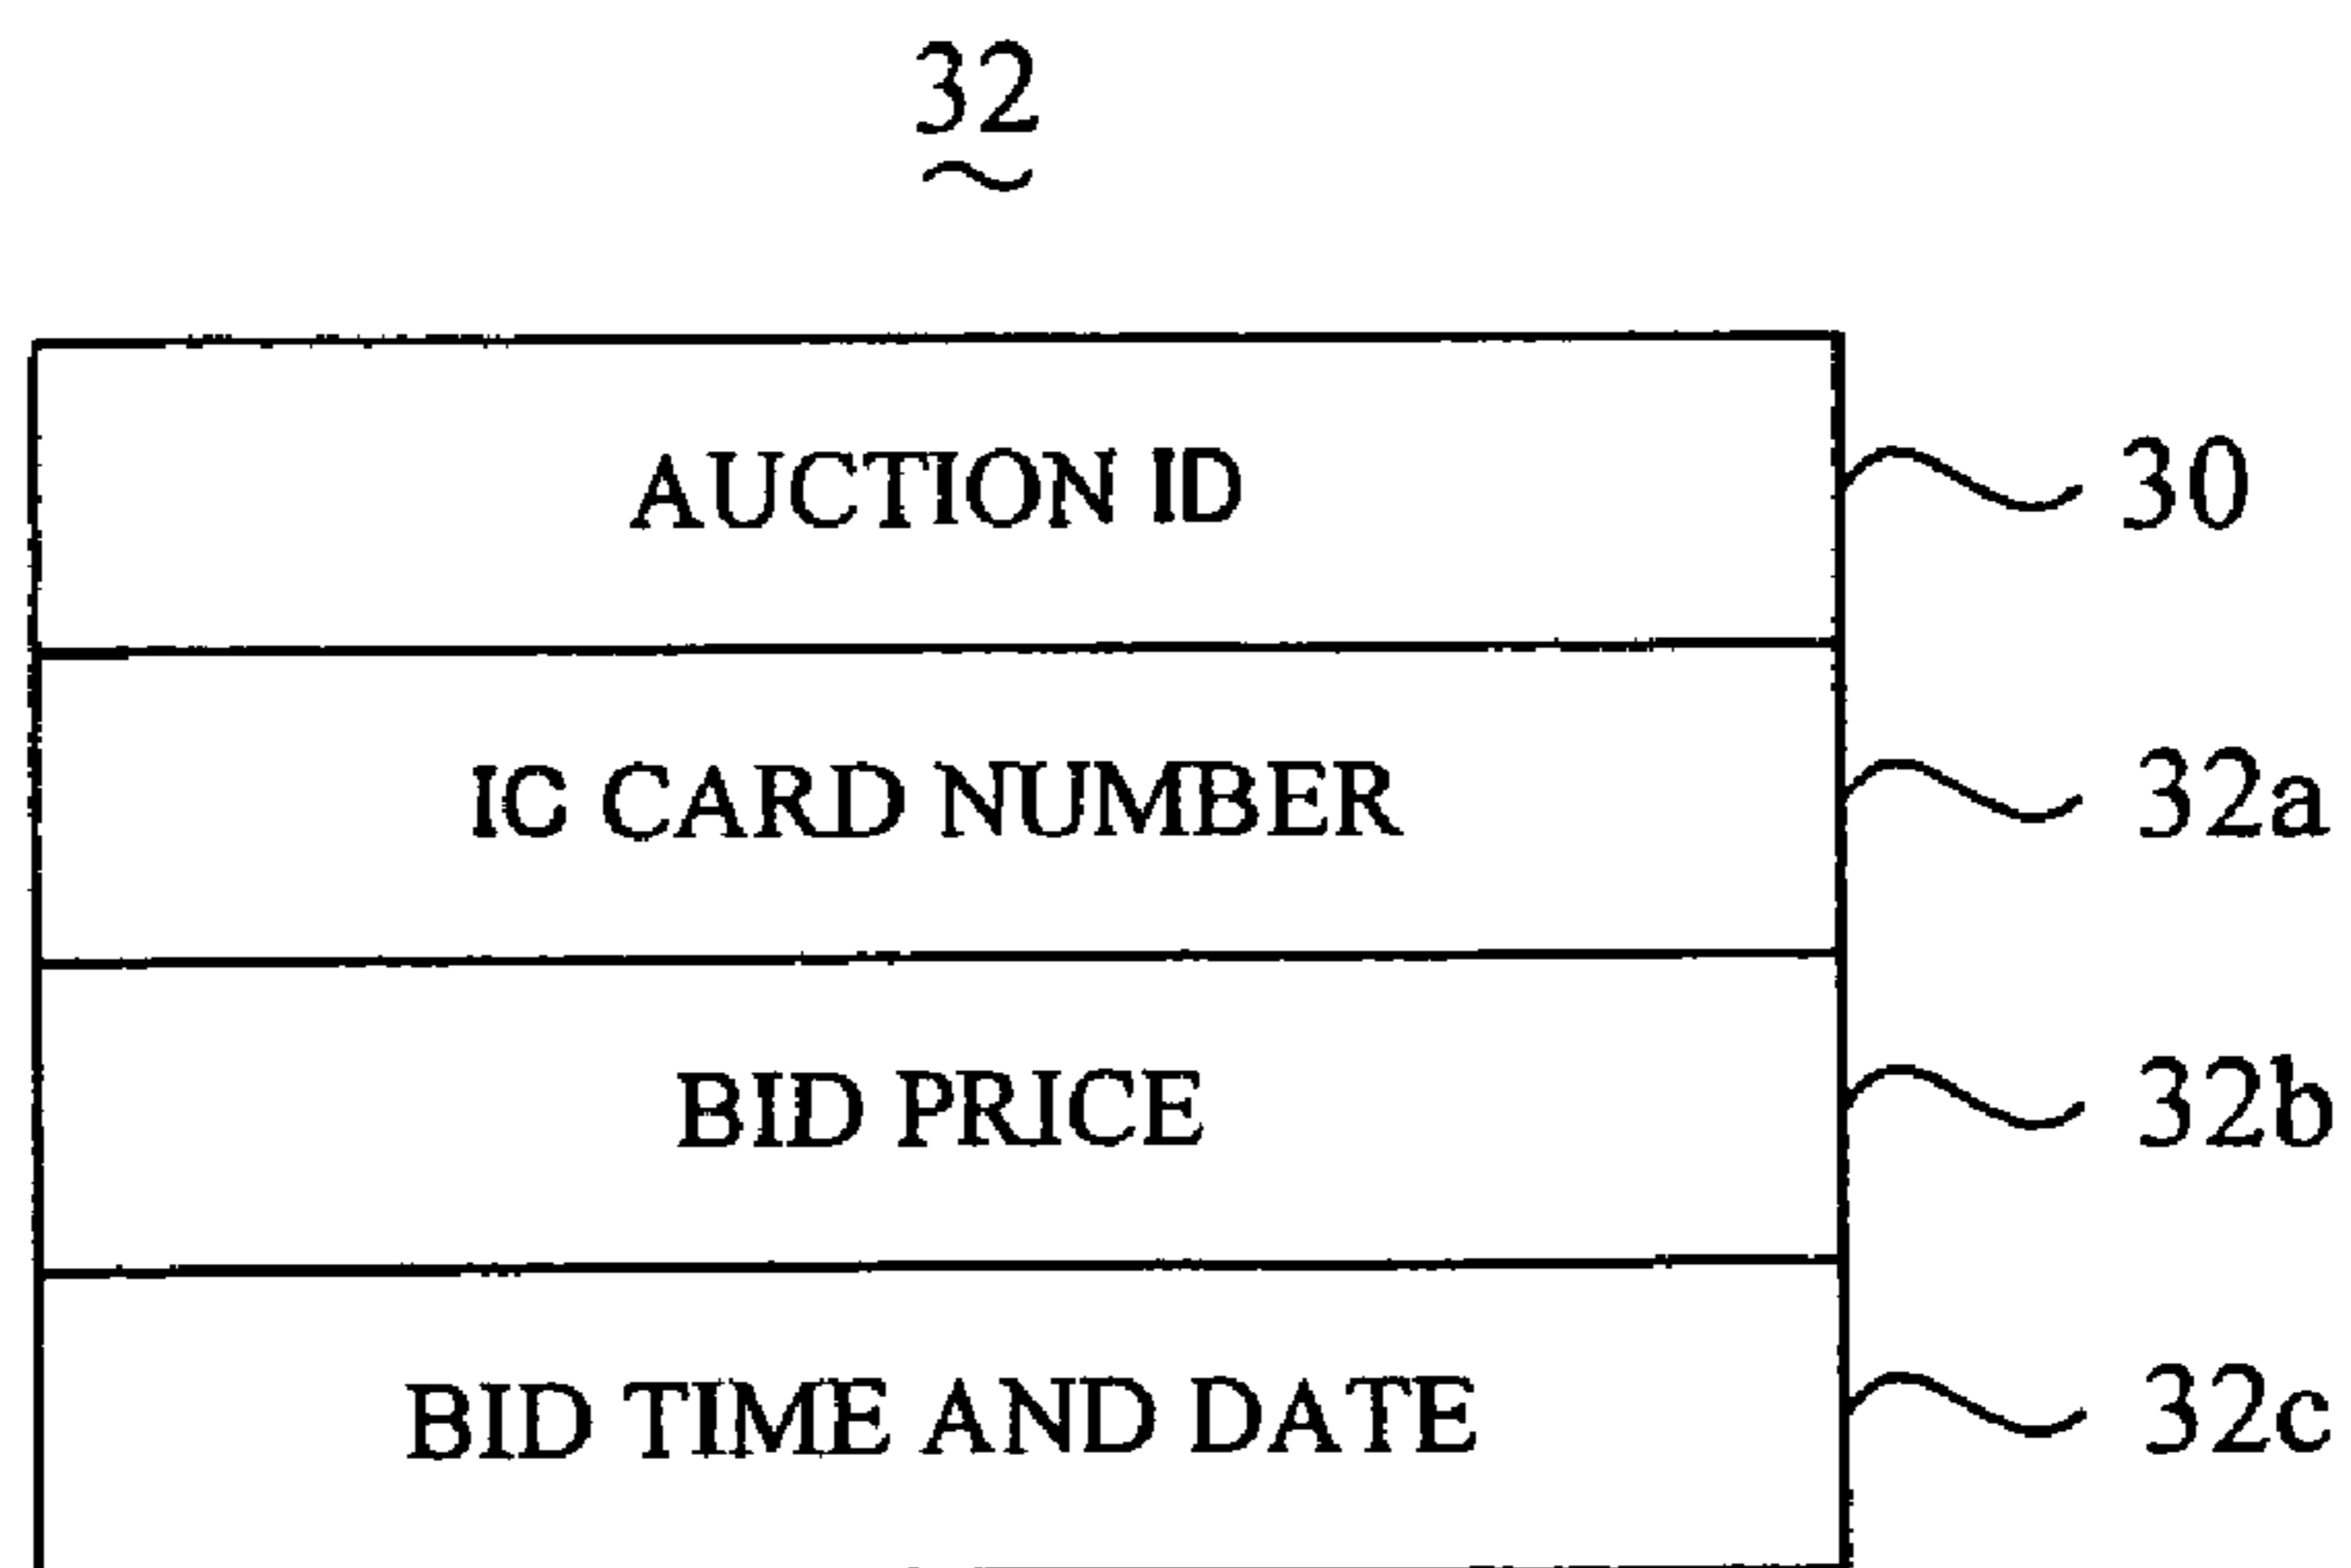 32
AUCTION ID 30
IC CARD NUMBER 32a
BID PRICE 32b
BID TIME AND DATE 32c